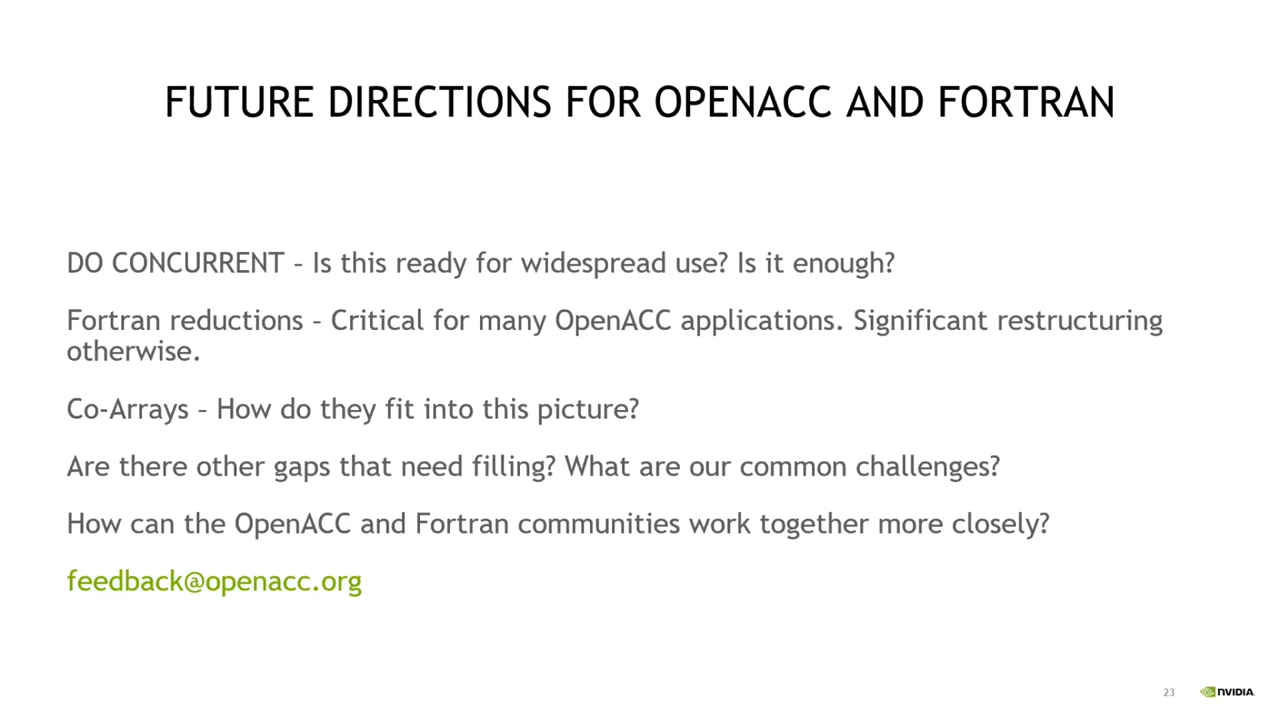 FUTURE DIRECTIONS FOR OPENACC AND FORTRAN
DO CONCURRENT – Is this ready for widespread use? Is it enough?
Fortran reductions – Critical for many OpenACC applications. Significant restructuring
otherwise.
Co-Arrays – How do they fit into this picture?
Are there other gaps that need filling? What are our common challenges?
How can the OpenACC and Fortran communities work together more closely?
feedback@openacc.org
23
NVIDIA.